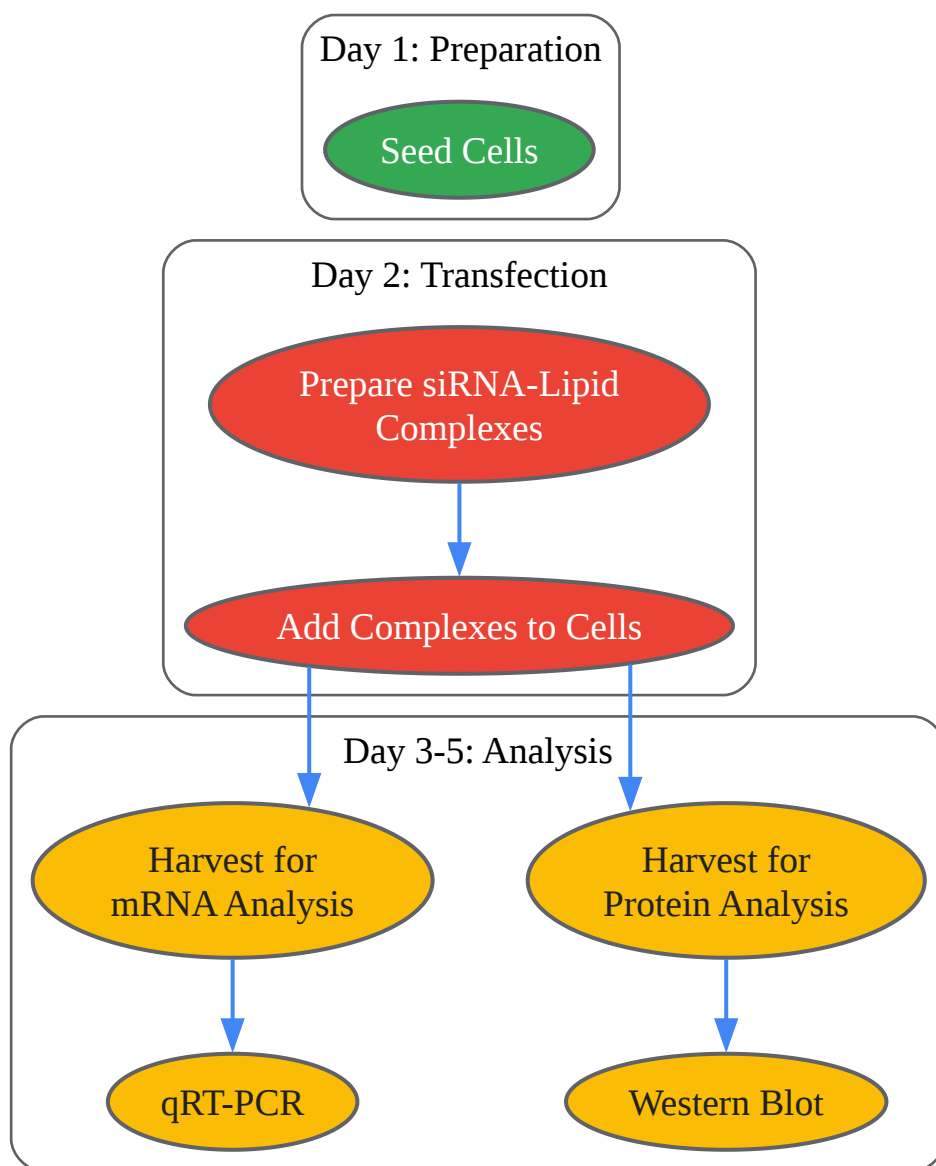 Day 1: Preparation
Seed Cells
Day 2: Transfection
Prepare siRNA-Lipid
Complexes
Add Complexes to Cells
Day 3-5: Analysis
Harvest for
mRNA Analysis
Harvest for
Protein Analysis
qRT-PCR
Western Blot